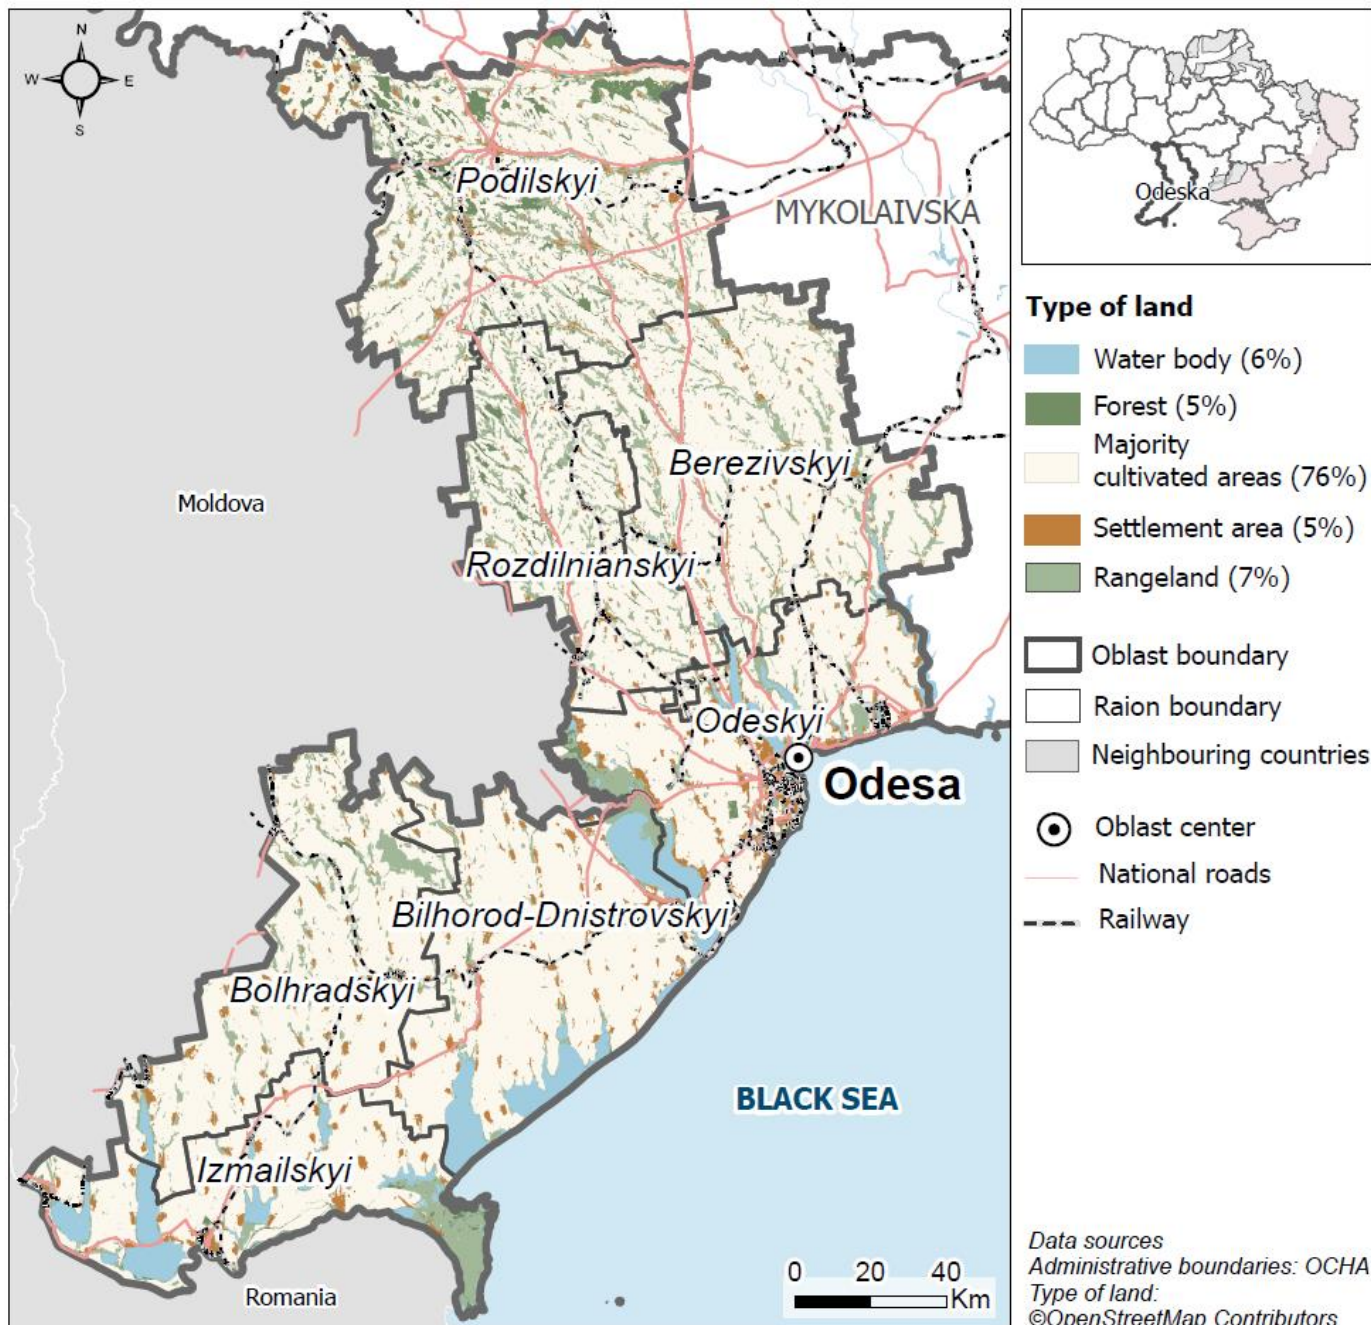 N
W
E
S
Podilskyi
MYKOLAIVSKA
Berezivskyi
Moldova
Rozdilnianskyi
Odeskyi
Odesa
Bilhorod-Dnistrovskyi
Bolhradskyi
BLACK SEA
Izmailskyi
Romania
0 20 40
Km
Odeska
Type of land
Water body (6%)
Forest (5%)
Majority
cultivated areas (76%)
Settlement area (5%)
Rangeland (7%)
Oblast boundary
Raion boundary
Neighbouring countries
Oblast center
National roads
Railway
Data sources
Administrative boundaries: OCHA
Type of land:
©OpenStreetMap Contributors